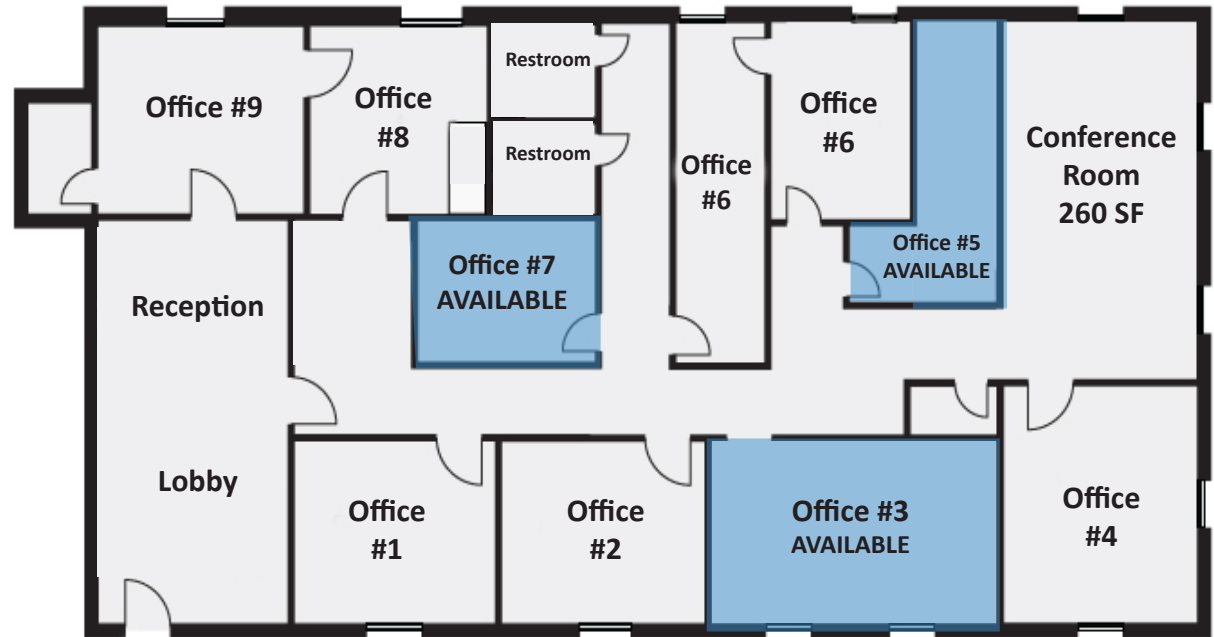 Office #9
Office
#8
Restroom
Restroom
Office
#6
Office
#6
Conference
Room
260 SF
Office #5
AVAILABLE
Office #7
AVAILABLE
Reception
Lobby
Office
#1
Office
#2
Office #3
AVAILABLE
Office
#4